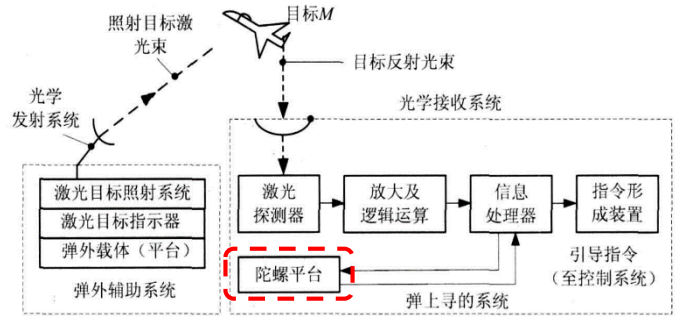 目标M
照射目标激
光束
目标反射光束
光学
发射系统
光学接收系统
激光目标照射系统
激光目标指示器
弹外载体（平台）
弹外辅助系统
激光
探测器
放大及
逻辑运算
信息
处理器
指令形
成装置
陀螺平台
引导指令
（至控制系统）
弹上寻的系统